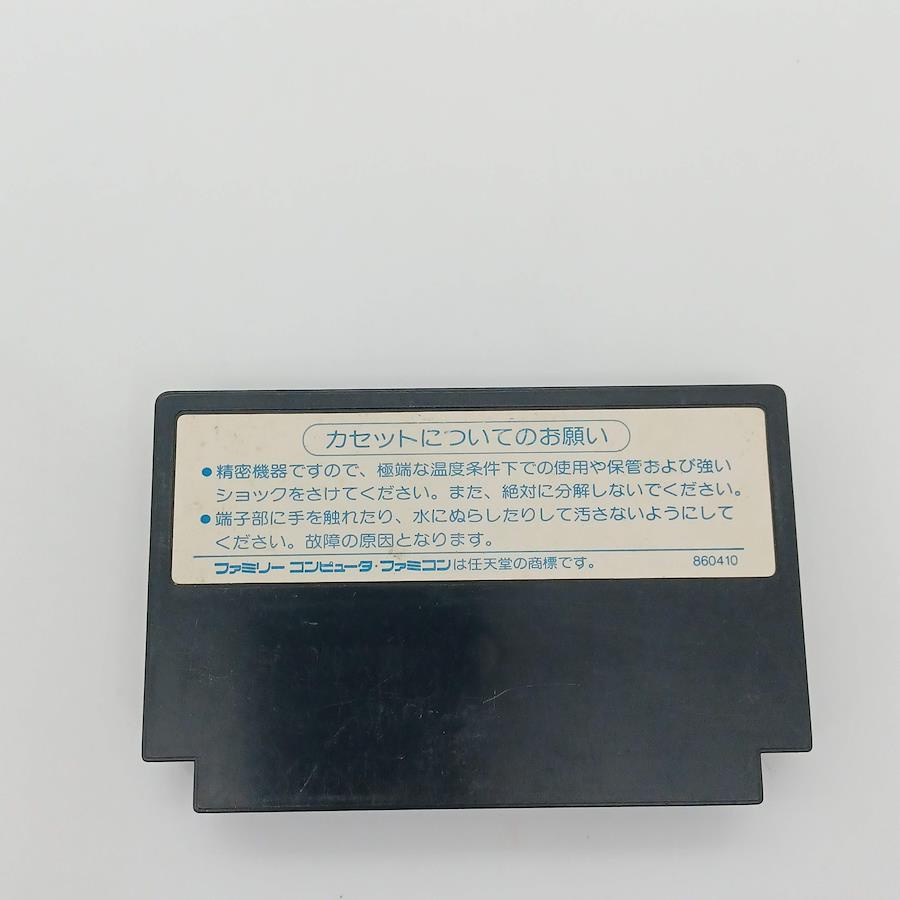 カセットについてのお願い
●精密機器ですので、極端な温度条件下での使用や保管および強い
ショックをさけてください。また、絶対に分解しないでください。
●端子部に手を触れたり、水にぬらしたりして汚さないようにして
ください。故障の原因となります。
ファミリー コンピュータ・ファミコンは任天堂の商標です。 860410